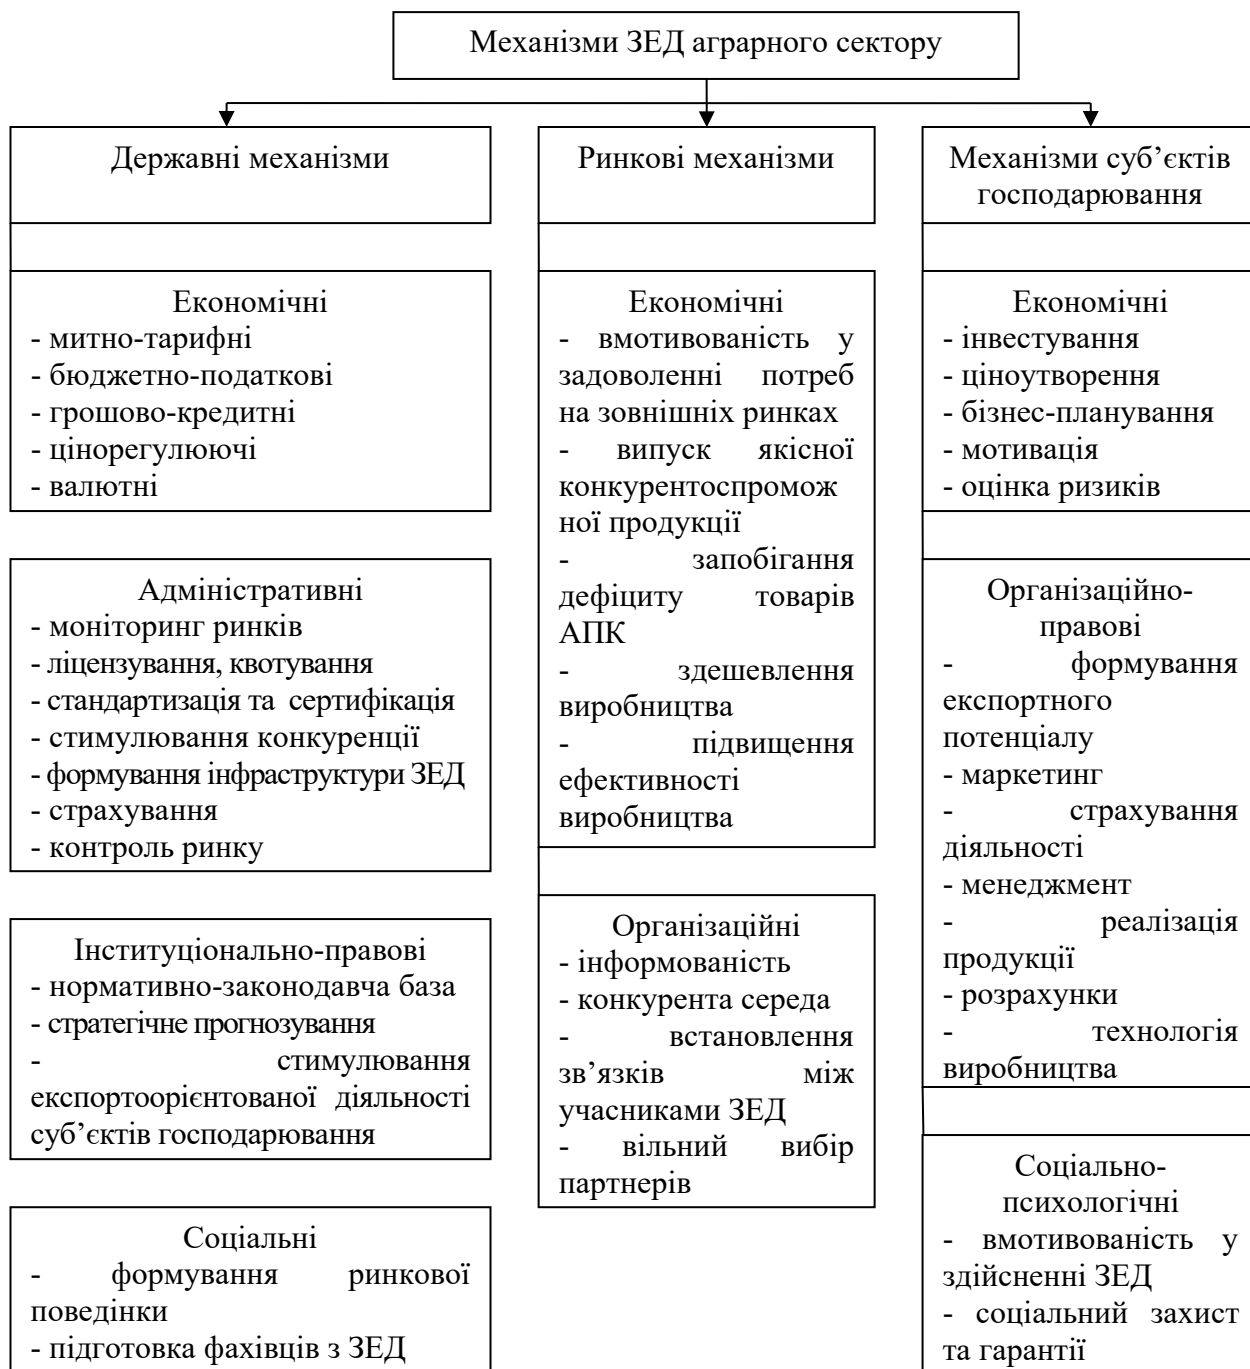 Механізми ЗЕД аграрного сектору
Державні механізми
Економічні
- митно-тарифні
- бюджетно-податкові
- грошово-кредитні
- цінорегулюючі
- валютні
Адміністративні
- моніторинг ринків
- ліцензування, квотування
- стандартизація та сертифікація
- стимулювання конкуренції
- формування інфраструктури ЗЕД
- страхування
- контроль ринку
Інституціонально-правові
- нормативно-законодавча база
- стратегічне прогнозування
- стимулювання
експортоорієнтованої діяльності
суб’єктів господарювання
Соціальні
- формування ринкової
поведінки
- підготовка фахівців з ЗЕД
Ринкові механізми
Економічні
- вмотивованість у
задоволенні потреб
на зовнішніх ринках
- випуск якісної
конкурентоспромож
ної продукції
- запобігання
дефіциту товарів
АПК
- здешевлення
виробництва
- підвищення
ефективності
виробництва
Організаційні
- інформованість
- конкурента середа
- встановлення
зв’язків між
учасниками ЗЕД
- вільний вибір
партнерів
Механізми суб’єктів
господарювання
Економічні
- інвестування
- ціноутворення
- бізнес-планування
- мотивація
- оцінка ризиків
Організаційно-
правові
- формування
експортного
потенціалу
- маркетинг
- страхування
діяльності
- менеджмент
- реалізація
продукції
- розрахунки
- технологія
виробництва
Соціально-
психологічні
- вмотивованість у
здійсненні ЗЕД
- соціальний захист
та гарантії